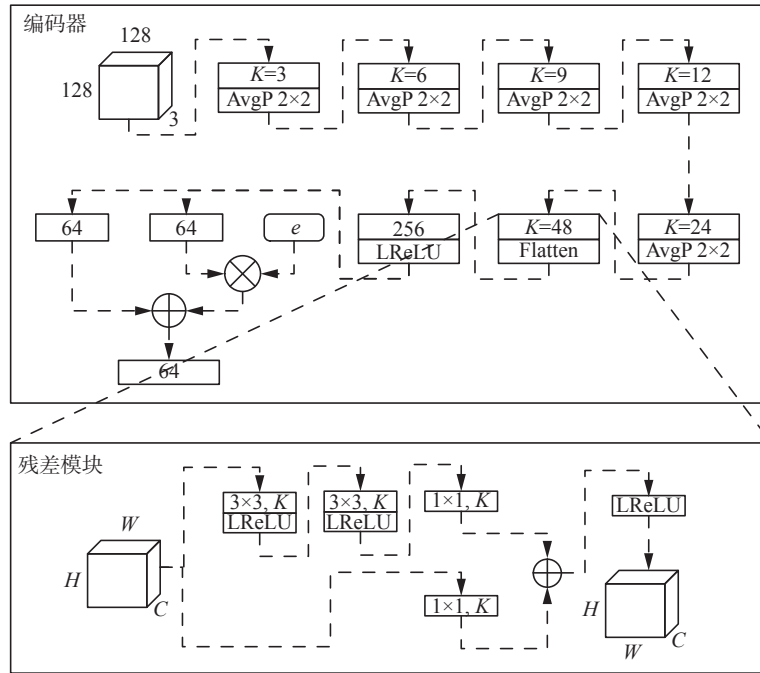 编码器
128
128
3
K=3
AvgP 2×2
K=6
AvgP 2×2
K=9
AvgP 2×2
K=12
AvgP 2×2
64
64
e
256
LReLU
K=48
Flatten
K=24
AvgP 2×2
64
残差模块
W
H
C
3×3, K
LReLU
3×3, K
LReLU
1×1, K
1×1, K
LReLU
H
W
C